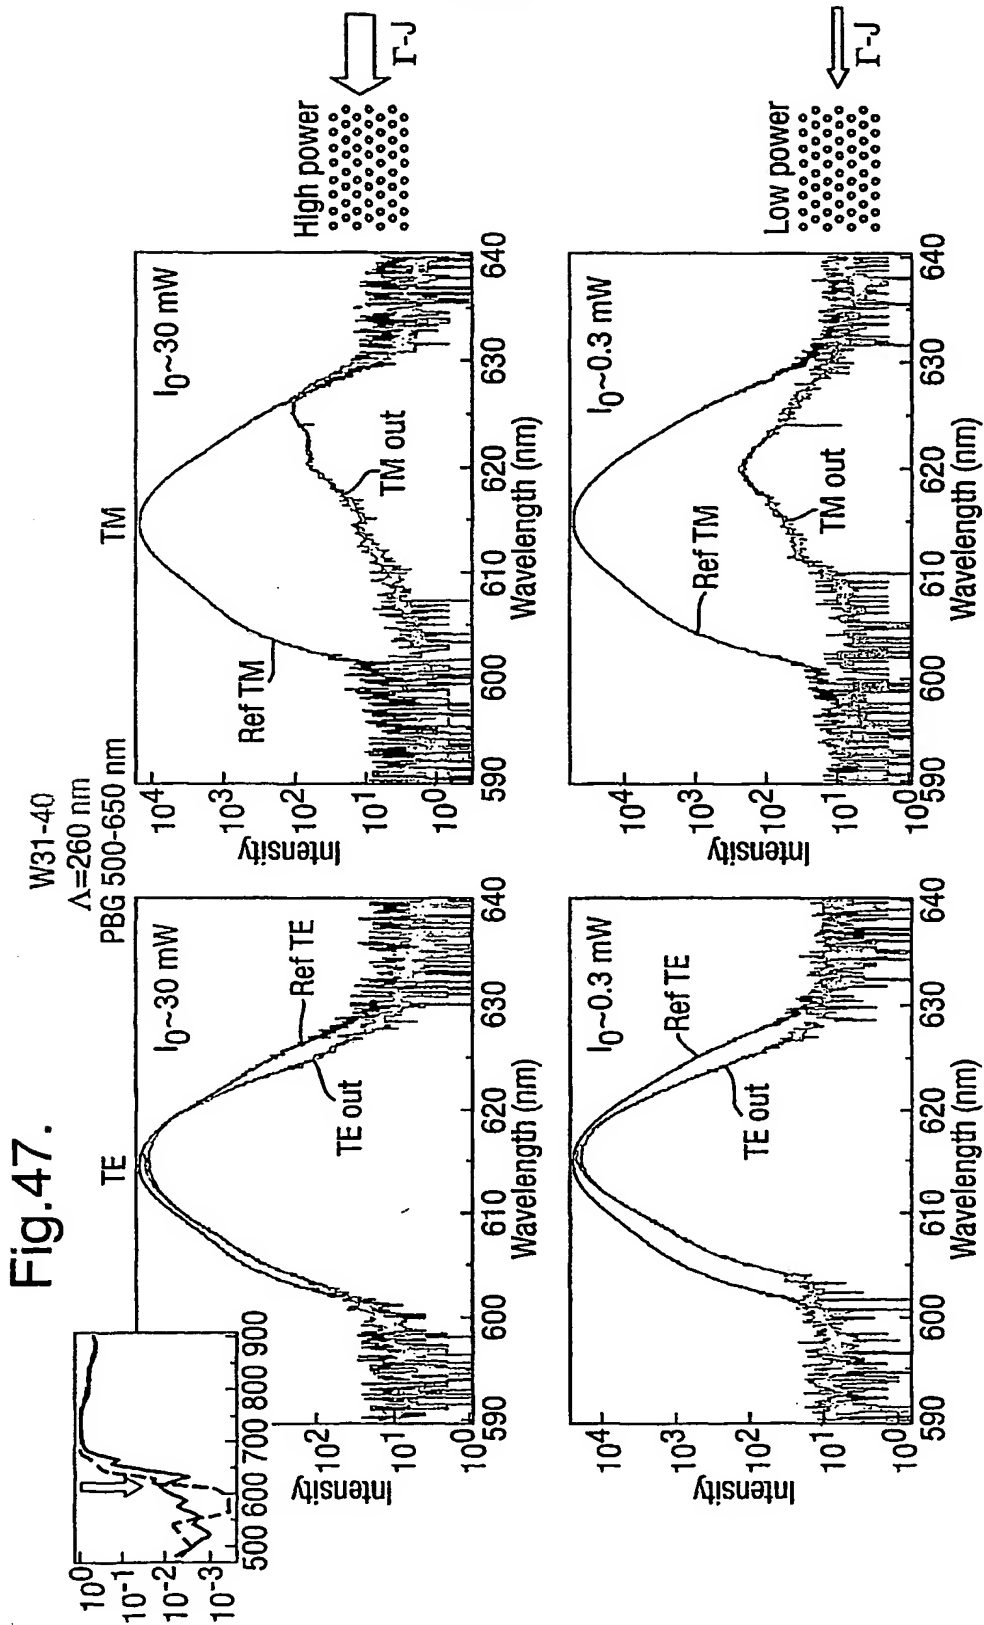 Fig.47.
W31-40
Λ=260 nm
PBG 500-650 nm
TE
TM
10⁰
10⁻¹
10⁻²
10⁻³
500 600 700 800 900
I₀~30 mW
Ref TE
TE out
10²
10¹
Intensity
590 600 610 620 630 640
Wavelength (nm)
I₀~30 mW
Ref TM
TM out
10⁴
10³
10²
10¹
10⁰
Intensity
590 600 610 620 630 640
Wavelength (nm)
High power
Γ-J
I₀~0.3 mW
Ref TE
TE out
10⁴
10³
10²
10¹
10⁰
Intensity
590 600 610 620 630 640
Wavelength (nm)
I₀~0.3 mW
Ref TM
TM out
10⁴
10³
10²
10¹
10⁰
Intensity
590 600 610 620 630 640
Wavelength (nm)
Low power
Γ-J